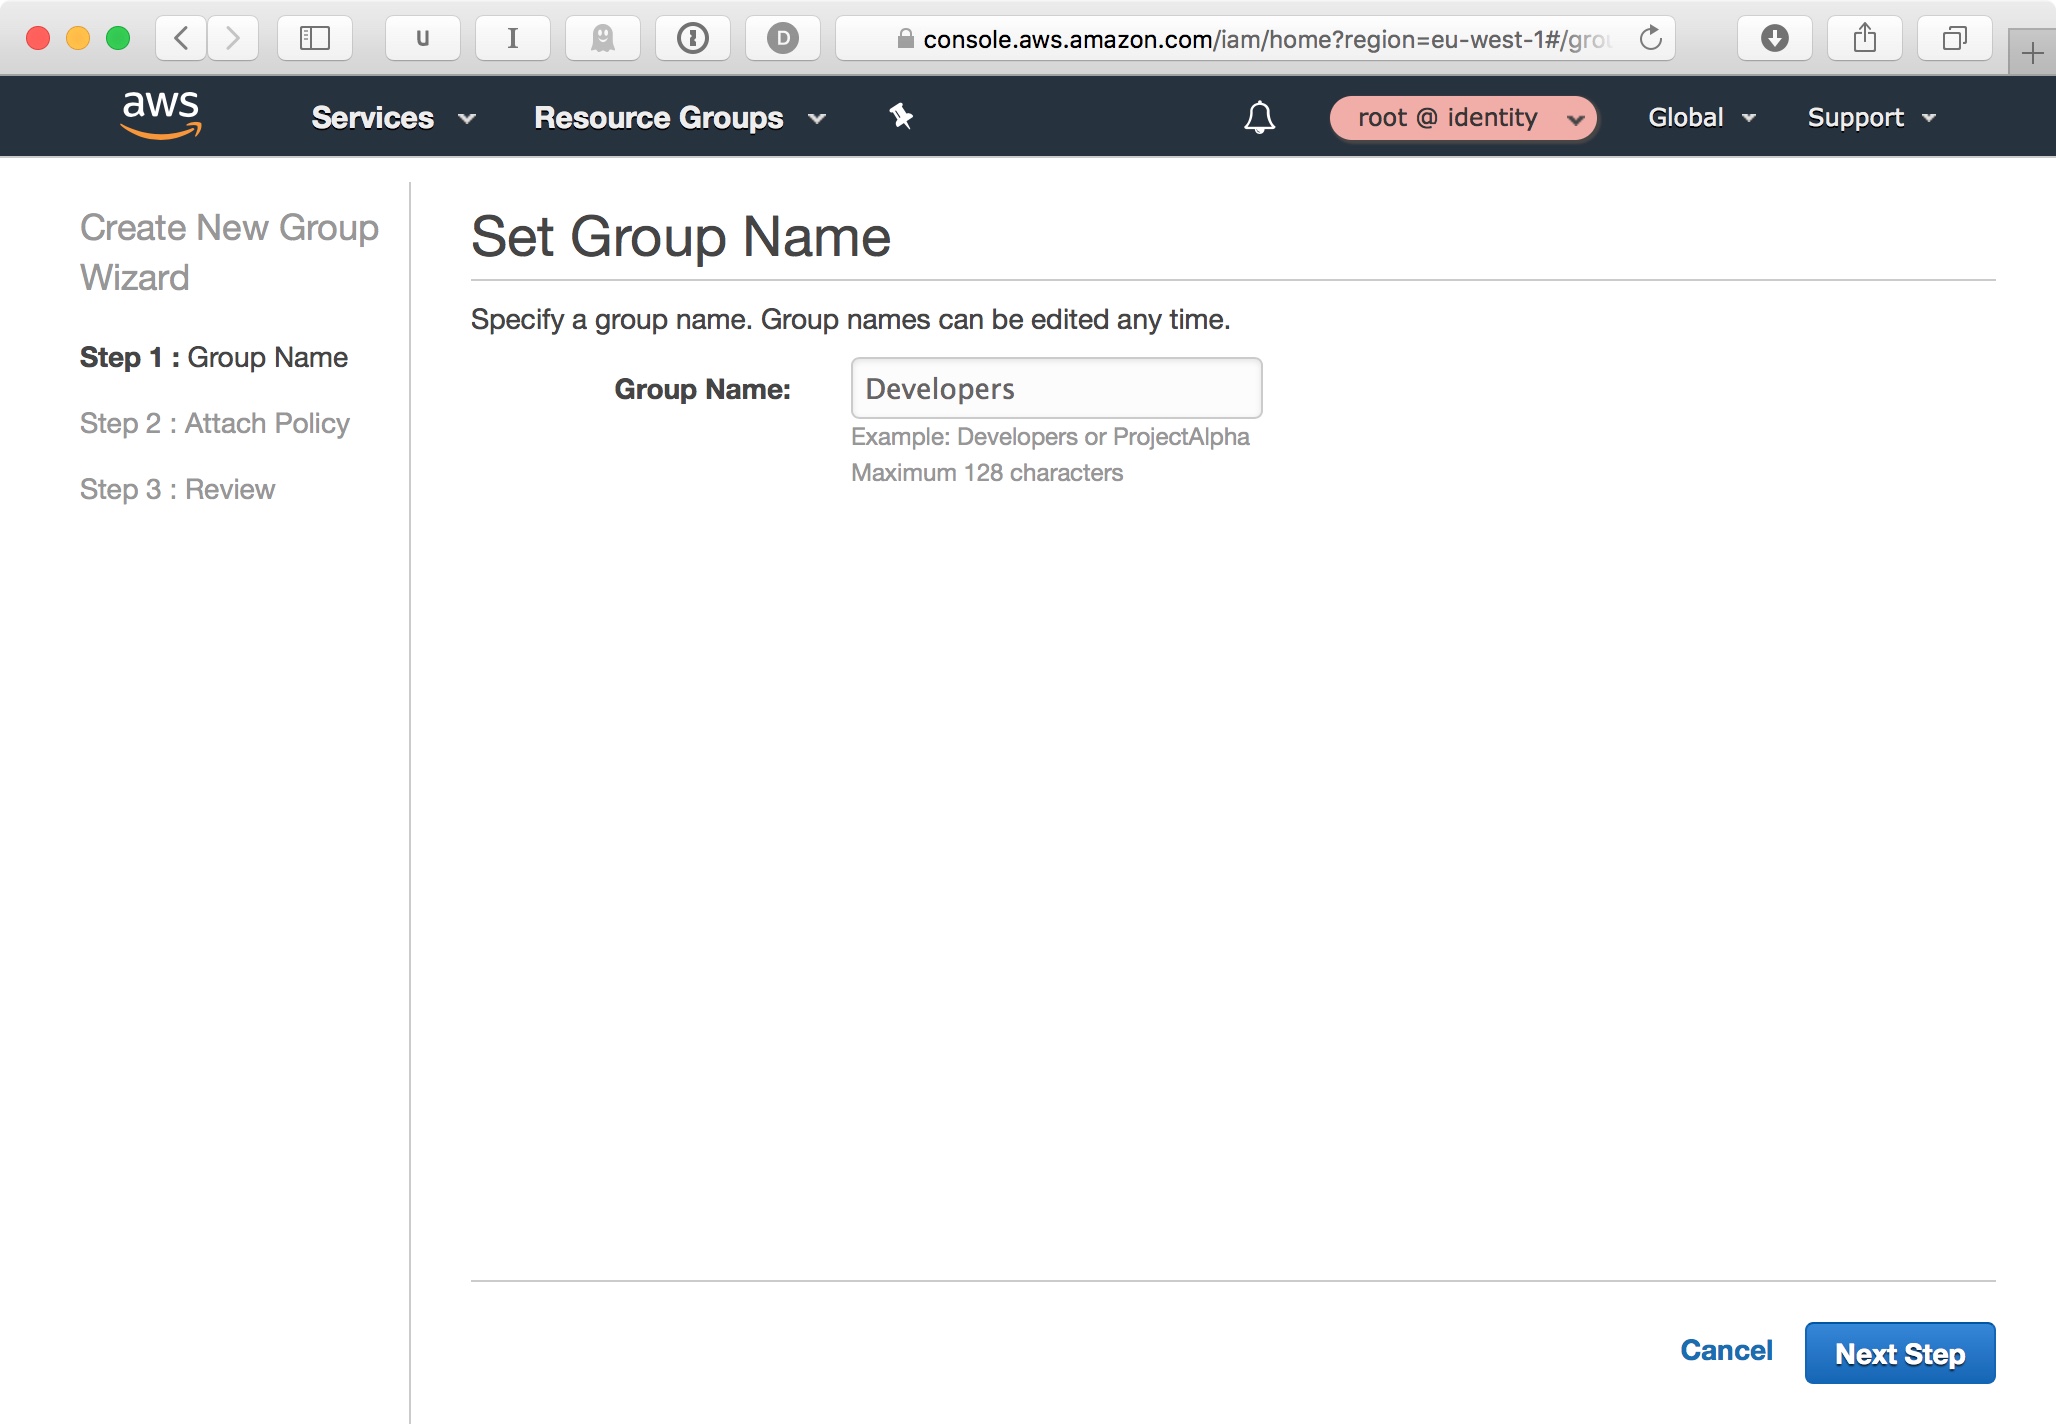 u
I
D
console.aws.amazon.com/iam/home?region=eu-west-1#/grou
aws
Services
Resource Groups
root @ identity
Global
Support
Create New Group
Wizard
Step 1 : Group Name
Step 2 : Attach Policy
Step 3 : Review
Set Group Name
Specify a group name. Group names can be edited any time.
Group Name:
Developers
Example: Developers or ProjectAlpha
Maximum 128 characters
Cancel
Next Step